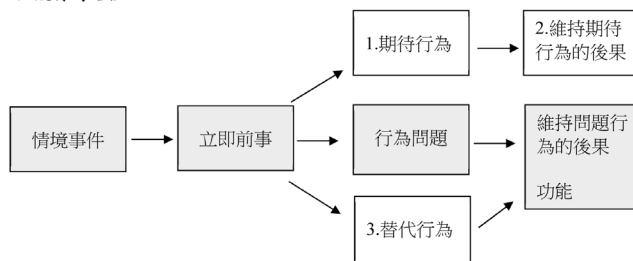 1.期待行為
2.維持期待
行為的後果
情境事件
立即前事
行為問題
維持問題行
為的後果
功能
3.替代行為